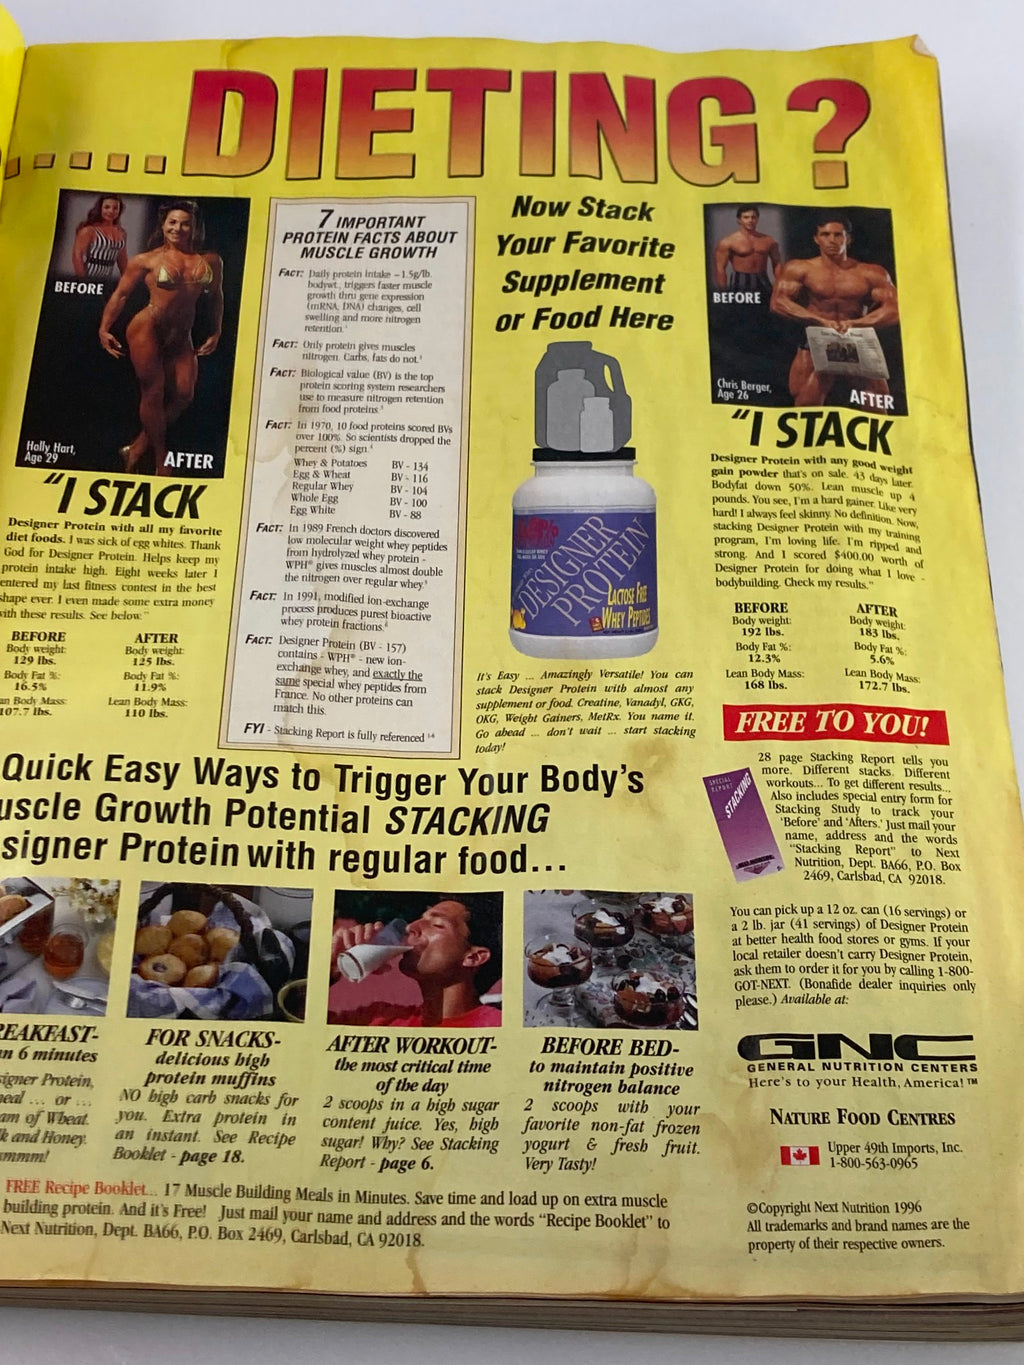 .....DIETING?
BEFORE
Holly Hart,
Age 29
AFTER
"I STACK
Designer Protein with all my favorite
diet foods. I was sick of egg whites. Thank
God for Designer Protein. Helps keep my
protein intake high. Eight weeks later I
entered my last fitness contest in the best
shape ever. I even made some extra money
with these results. See below."
BEFORE
Body weight:
129 lbs.
Body Fat %:
16.5%
Body Mass:
107.7 lbs.
AFTER
Body weight:
125 lbs.
Body Fat %:
11.9%
Lean Body Mass:
110 lbs.
7 IMPORTANT
PROTEIN FACTS ABOUT
MUSCLE GROWTH
FACT: Daily protein intake – 1.5g/lb.
bodywt., triggers faster muscle
growth thru gene expression
(mRNA, DNA) changes, cell
swelling and more nitrogen
retention.
FACT: Only protein gives muscles
nitrogen. Carbs, fats do not.
FACT: Biological value (BV) is the top
protein scoring system researchers
use to measure nitrogen retention
from food proteins.
FACT: In 1970, 10 food proteins scored BVs
over 100%. So scientists dropped the
percent (%) sign.
Whey & Potatoes BV - 134
Egg & Wheat BV - 116
Regular Whey BV - 104
Whole Egg BV - 100
Egg White BV - 88
FACT: In 1989 French doctors discovered
low molecular weight whey peptides
from hydrolyzed whey protein -
WPH® gives muscles almost double
the nitrogen over regular whey.
FACT: In 1991, modified ion-exchange
process produces purest bioactive
whey protein fractions.
FACT: Designer Protein (BV - 157)
contains - WPH® - new ion-
exchange whey, and exactly the
same special whey peptides from
France. No other proteins can
match this.
FYI - Stacking Report is fully referenced
Now Stack
Your Favorite
Supplement
or Food Here
DESIGNER
PROTEIN
LACTOSE FREE
WHEY PEPTIDES
It's Easy ... Amazingly Versatile! You can
stack Designer Protein with almost any
supplement or food. Creatine, Vanadyl, GKG,
OKG, Weight Gainers, MetRx. You name it.
Go ahead ... don't wait ... start stacking
today!
BEFORE
Chris Berger,
Age 26
AFTER
"I STACK
Designer Protein with any good weight
gain powder that's on sale. 43 days later.
Bodyfat down 50%. Lean muscle up 4
pounds. You see, I'm a hard gainer. Like very
hard! I always feel skinny. No definition. Now,
stacking Designer Protein with my training
program, I'm loving life. I'm ripped and
strong. And I scored $400.00 worth of
Designer Protein for doing what I love -
bodybuilding. Check my results."
BEFORE
Body weight:
192 lbs.
Body Fat %:
12.3%
Lean Body Mass:
168 lbs.
AFTER
Body weight:
183 lbs.
Body Fat %:
5.6%
Lean Body Mass:
172.7 lbs.
FREE TO YOU!
SPECIAL
REPORT
STACKING
28 page Stacking Report tells you
more. Different stacks. Different
workouts... To get different results...
Also includes special entry form for
Stacking Study to track your
'Before' and 'Afters.' Just mail your
name, address and the words
"Stacking Report" to Next
Nutrition, Dept. BA66, P.O. Box
2469, Carlsbad, CA 92018.
You can pick up a 12 oz. can (16 servings) or
a 2 lb. jar (41 servings) of Designer Protein
at better health food stores or gyms. If your
local retailer doesn't carry Designer Protein,
ask them to order it for you by calling 1-800-
GOT-NEXT. (Bonafide dealer inquiries only
please.) Available at:
GNC
GENERAL NUTRITION CENTERS
Here's to your Health, America!™
NATURE FOOD CENTRES
Upper 49th Imports, Inc.
1-800-563-0965
©Copyright Next Nutrition 1996
All trademarks and brand names are the
property of their respective owners.
Quick Easy Ways to Trigger Your Body's
uscle Growth Potential STACKING
signer Protein with regular food...
REAKFAST-
n 6 minutes
signer Protein,
eal ... or ...
am of Wheat.
k and Honey.
mmm!
FOR SNACKS-
delicious high
protein muffins
NO high carb snacks for
you. Extra protein in
an instant. See Recipe
Booklet - page 18.
AFTER WORKOUT-
the most critical time
of the day
2 scoops in a high sugar
content juice. Yes, high
sugar! Why? See Stacking
Report - page 6.
BEFORE BED-
to maintain positive
nitrogen balance
2 scoops with your
favorite non-fat frozen
yogurt & fresh fruit.
Very Tasty!
FREE Recipe Booklet... 17 Muscle Building Meals in Minutes. Save time and load up on extra muscle
building protein. And it's Free! Just mail your name and address and the words "Recipe Booklet" to
Next Nutrition, Dept. BA66, P.O. Box 2469, Carlsbad, CA 92018.